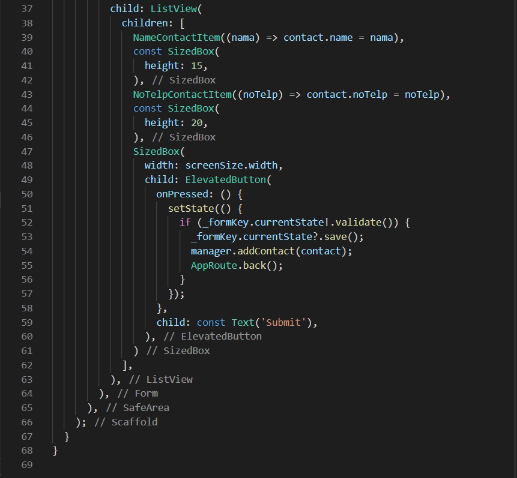 37 child: ListView(
38 children: [
39 NameContactItem((nama) => contact.name = nama),
40 const SizedBox(
41 height: 15,
42 ), // SizedBox
43 NoTelpContactItem((noTelp) => contact.noTelp = noTelp),
44 const SizedBox(
45 height: 20,
46 ), // SizedBox
47 SizedBox(
48 width: screenSize.width,
49 child: ElevatedButton(
50 onPressed: () {
51 setState(() {
52 if (_formKey.currentState!.validate()) {
53 _formKey.currentState?.save();
54 manager.addContact(contact);
55 AppRoute.back();
56 }
57 });
58 },
59 child: const Text('Submit'),
60 ), // ElevatedButton
61 ) // SizedBox
62 ],
63 ), // ListView
64 ), // Form
65 ), // SafeArea
66 ); // Scaffold
67 }
68 }
69